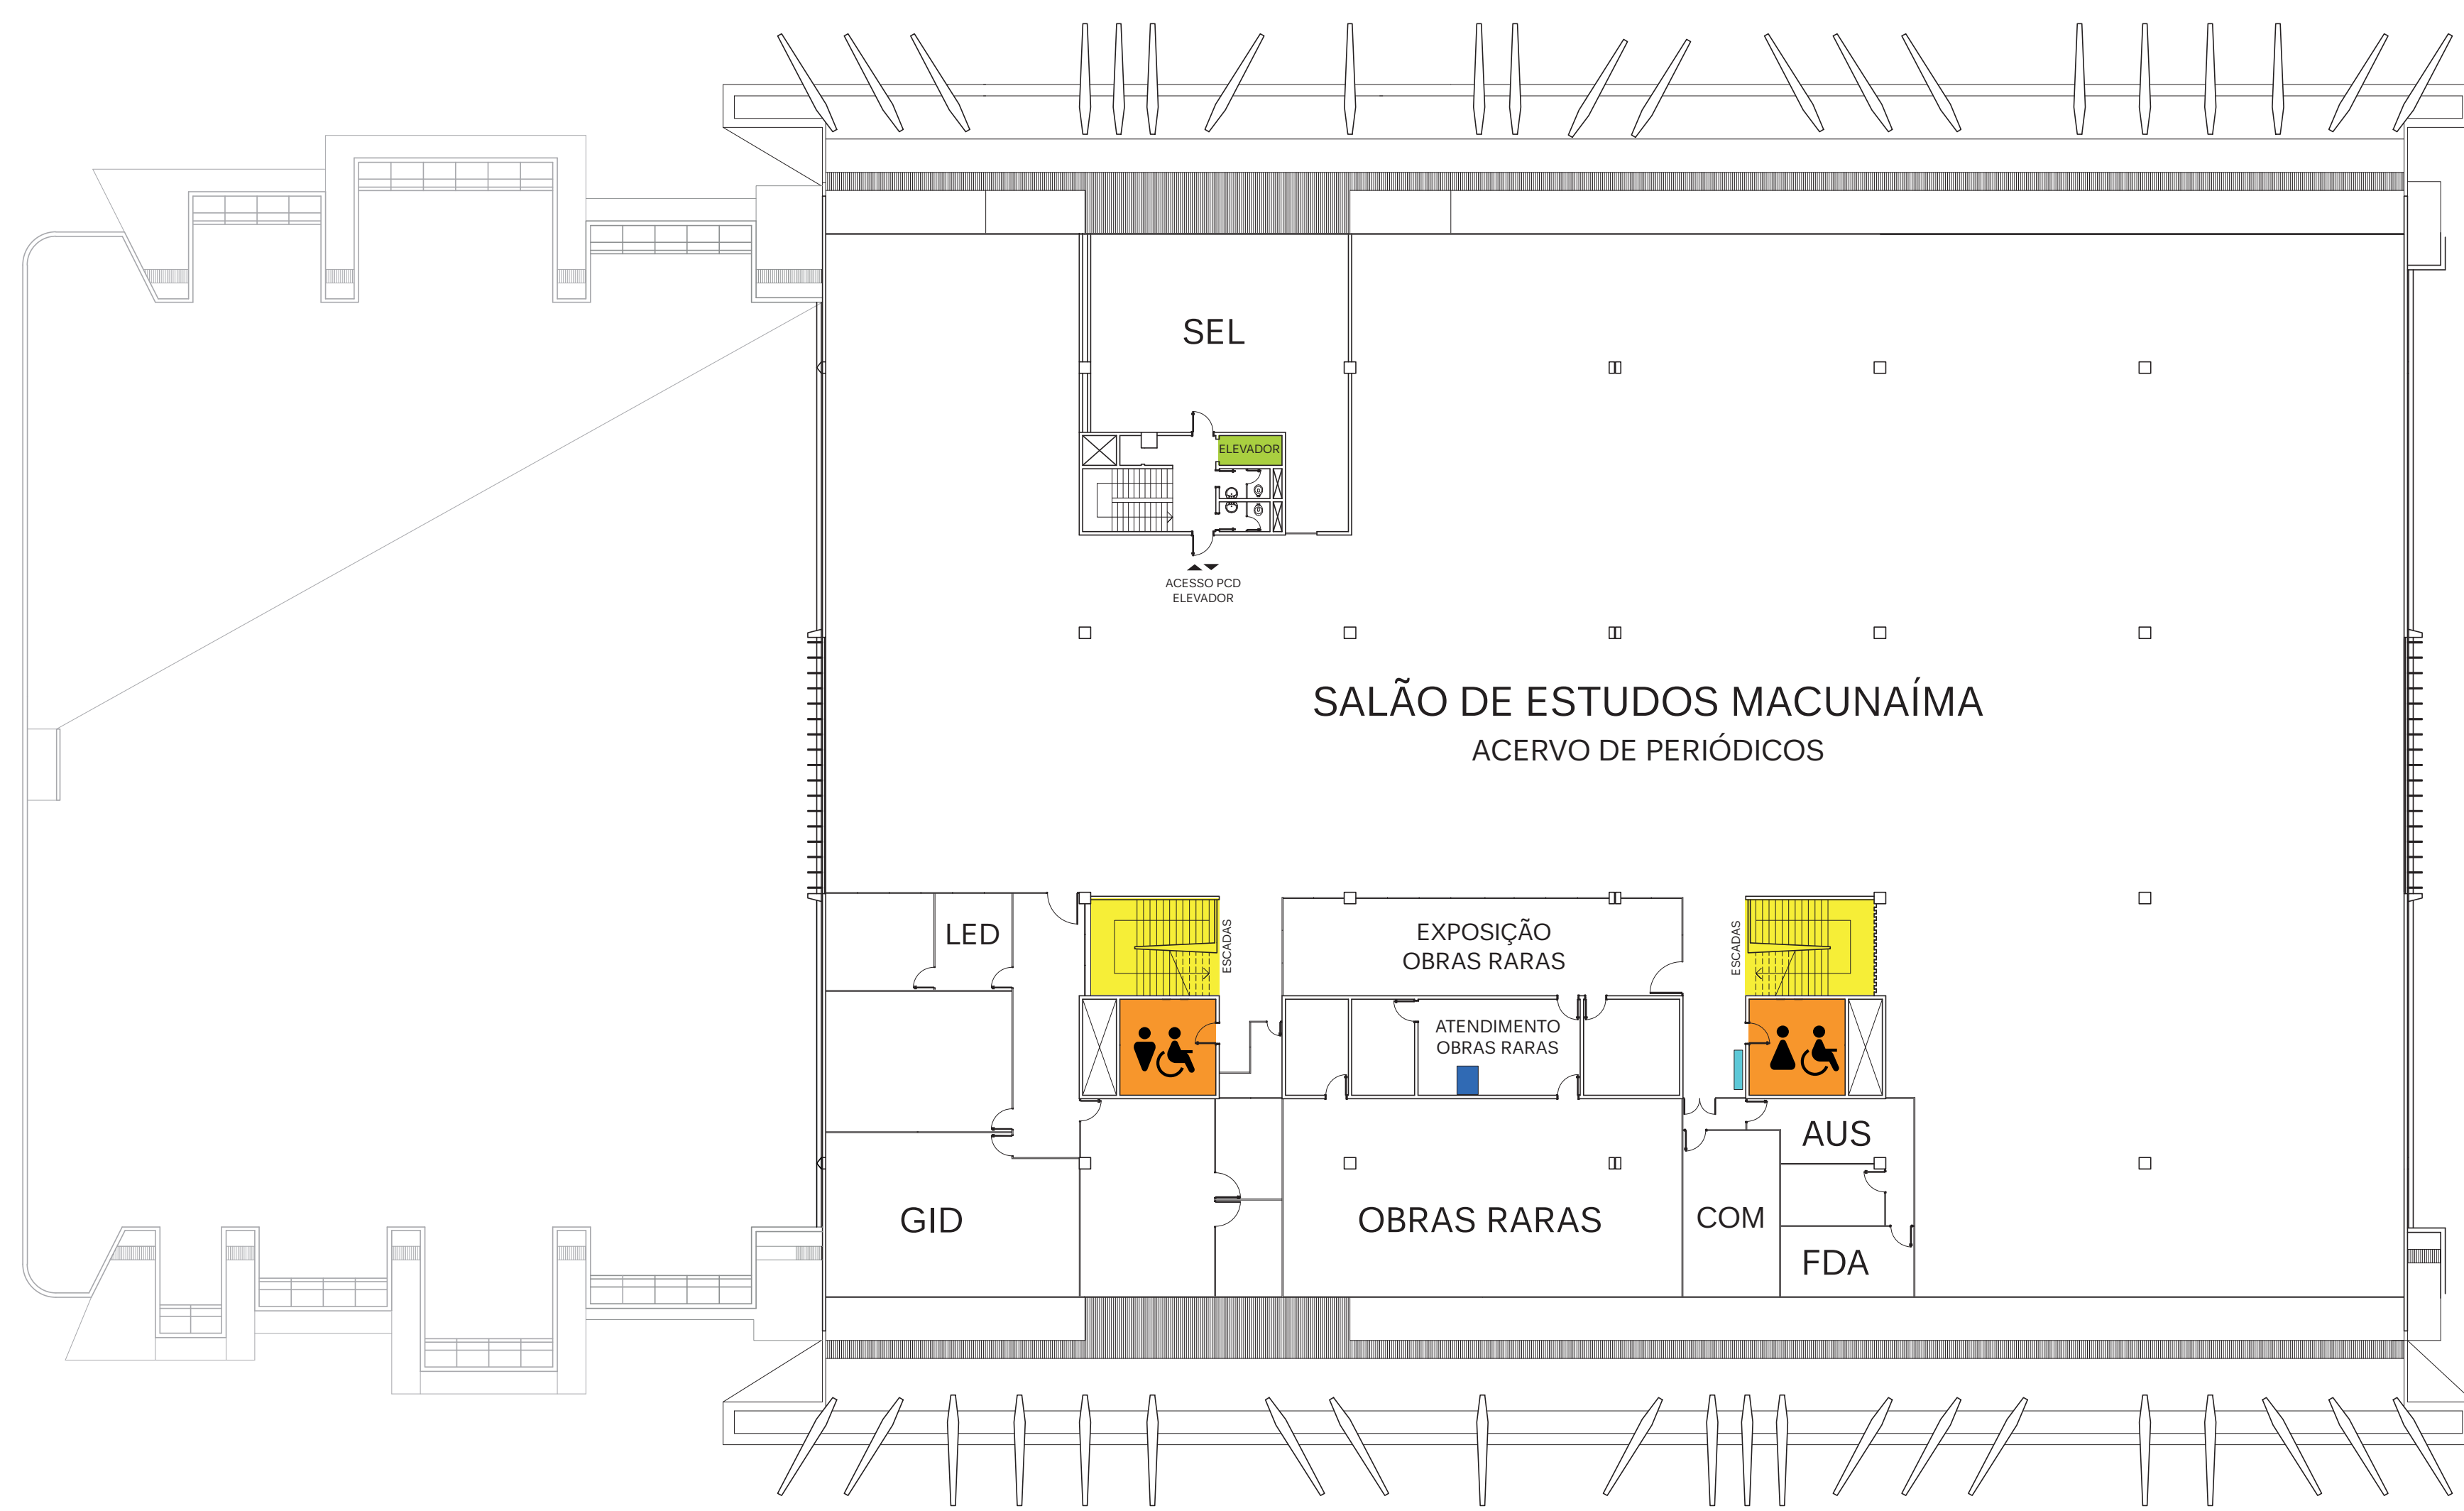 SEL
ELEVADOR
ACESSO PCD
ELEVADOR
SALÃO DE ESTUDOS MACUNAÍMA
ACERVO DE PERIÓDICOS
LED
ESCADAS
EXPOSIÇÃO
OBRAS RARAS
ESCADAS
ATENDIMENTO
OBRAS RARAS
AUS
GID
OBRAS RARAS
COM
FDA